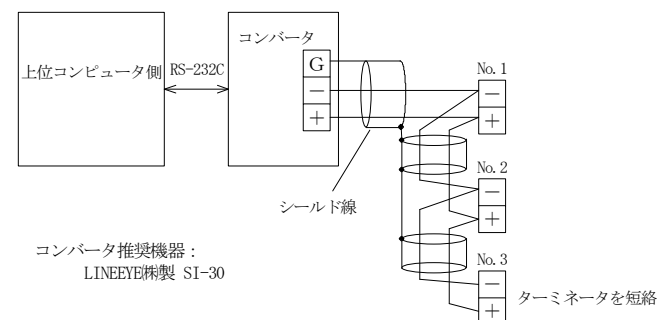 上位コンピュータ側
RS-232C
コンバータ
G
－
＋
No. 1
－
＋
No. 2
－
＋
No. 3
－
＋
シールド線
ターミネータを短絡
コンバータ推奨機器：
LINEEYE㈱製 SI-30